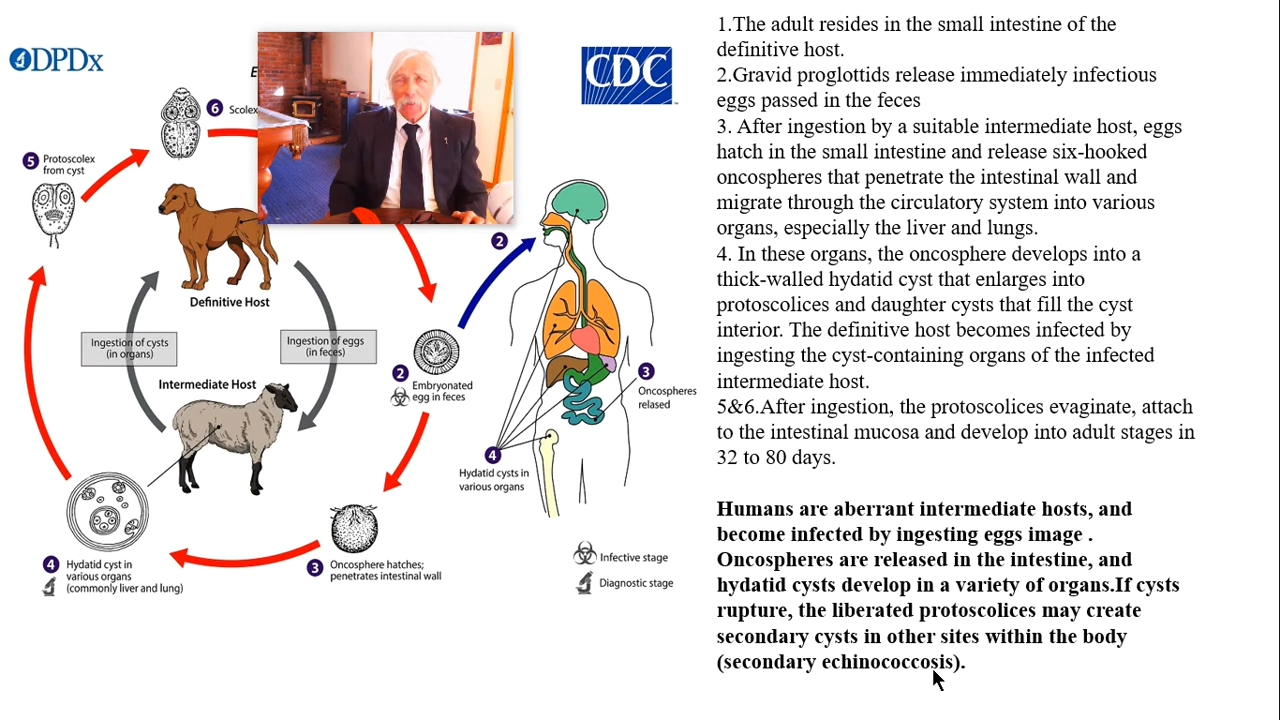 DPDx
E
CDC
6 Scolex
5 Protoscolex
from cyst
Definitive Host
Ingestion of cysts
(in organs)
Ingestion of eggs
(in feces)
Intermediate Host
2
2 Embryonated
egg in feces
3
Oncospheres
relased
4
Hydatid cysts in
various organs
4 Hydatid cyst in
various organs
(commonly liver and lung)
3 Oncosphere hatches;
penetrates intestinal wall
Infective stage
Diagnostic stage
1.The adult resides in the small intestine of the
definitive host.
2.Gravid proglottids release immediately infectious
eggs passed in the feces
3. After ingestion by a suitable intermediate host, eggs
hatch in the small intestine and release six-hooked
oncospheres that penetrate the intestinal wall and
migrate through the circulatory system into various
organs, especially the liver and lungs.
4. In these organs, the oncosphere develops into a
thick-walled hydatid cyst that enlarges into
protoscolices and daughter cysts that fill the cyst
interior. The definitive host becomes infected by
ingesting the cyst-containing organs of the infected
intermediate host.
5&6.After ingestion, the protoscolices evaginate, attach
to the intestinal mucosa and develop into adult stages in
32 to 80 days.
Humans are aberrant intermediate hosts, and
become infected by ingesting eggs image .
Oncospheres are released in the intestine, and
hydatid cysts develop in a variety of organs.If cysts
rupture, the liberated protoscolices may create
secondary cysts in other sites within the body
(secondary echinococcosis).